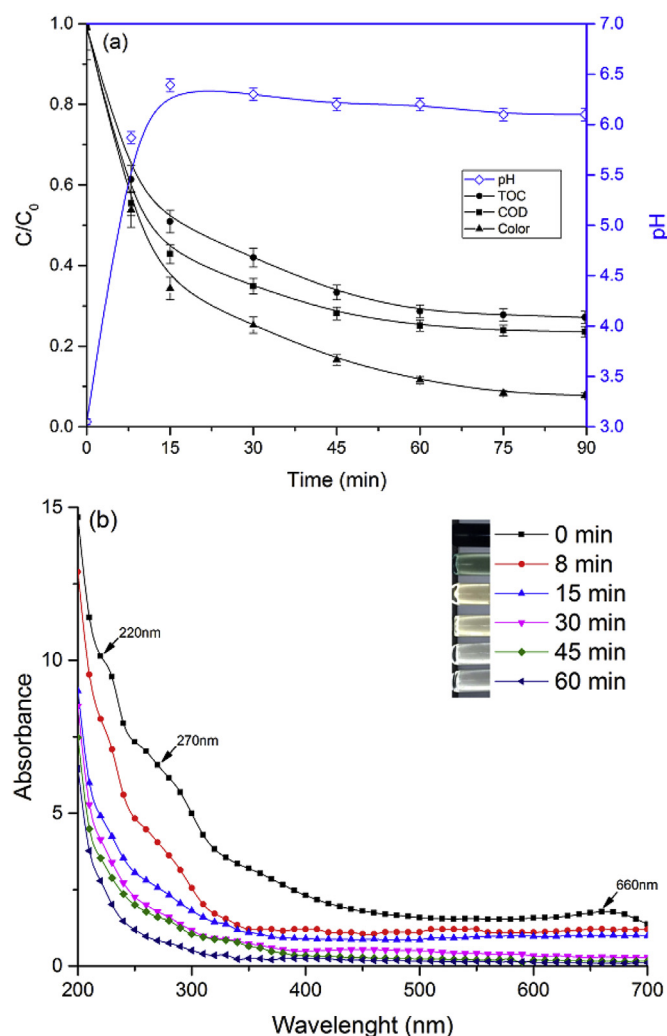 (a)
1.0
0.8
0.6
0.4
0.2
0.0
C/C0
7.0
6.5
6.0
5.5
5.0
4.5
4.0
3.5
3.0
pH
pH
TOC
COD
Color
0 15 30 45 60 75 90
Time (min)
(b)
15
10
5
0
Absorbance
220nm
270nm
660nm
0 min
8 min
15 min
30 min
45 min
60 min
200 300 400 500 600 700
Wavelenght (nm)